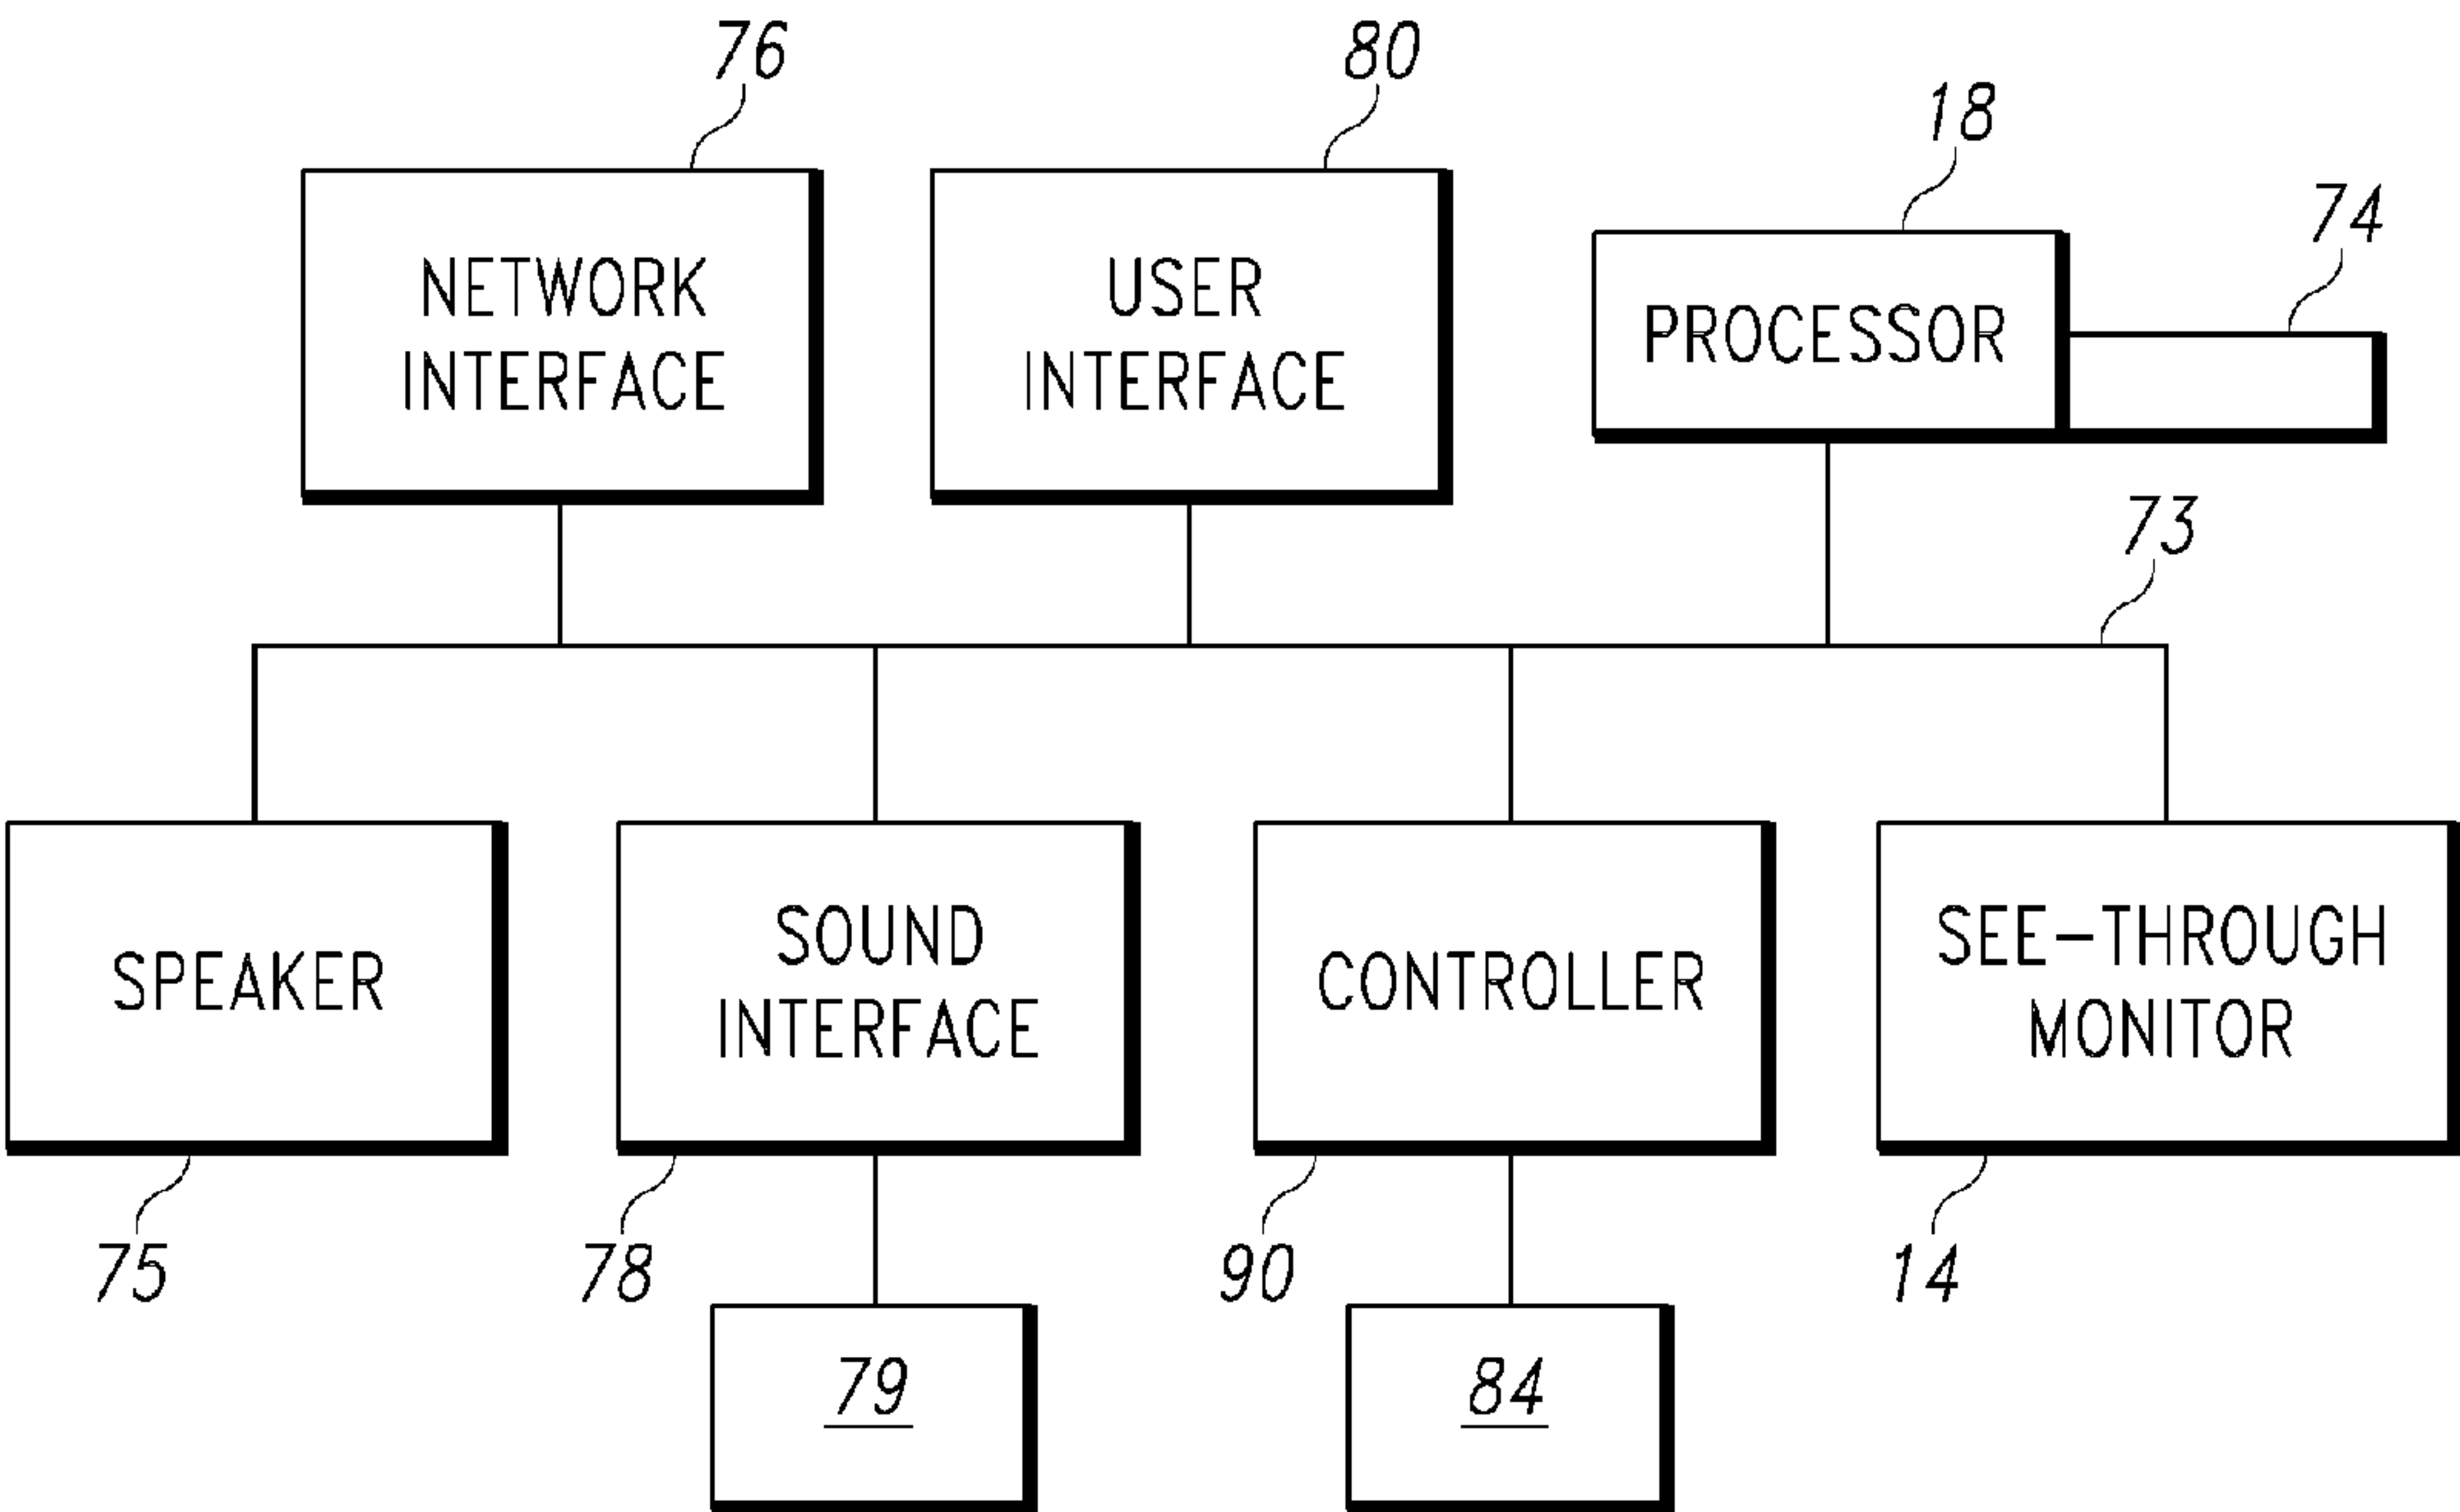 76
80
18
74
NETWORK
INTERFACE
USER
INTERFACE
PROCESSOR
73
SPEAKER
SOUND
INTERFACE
CONTROLLER
SEE-THROUGH
MONITOR
75
78
90
14
79
84